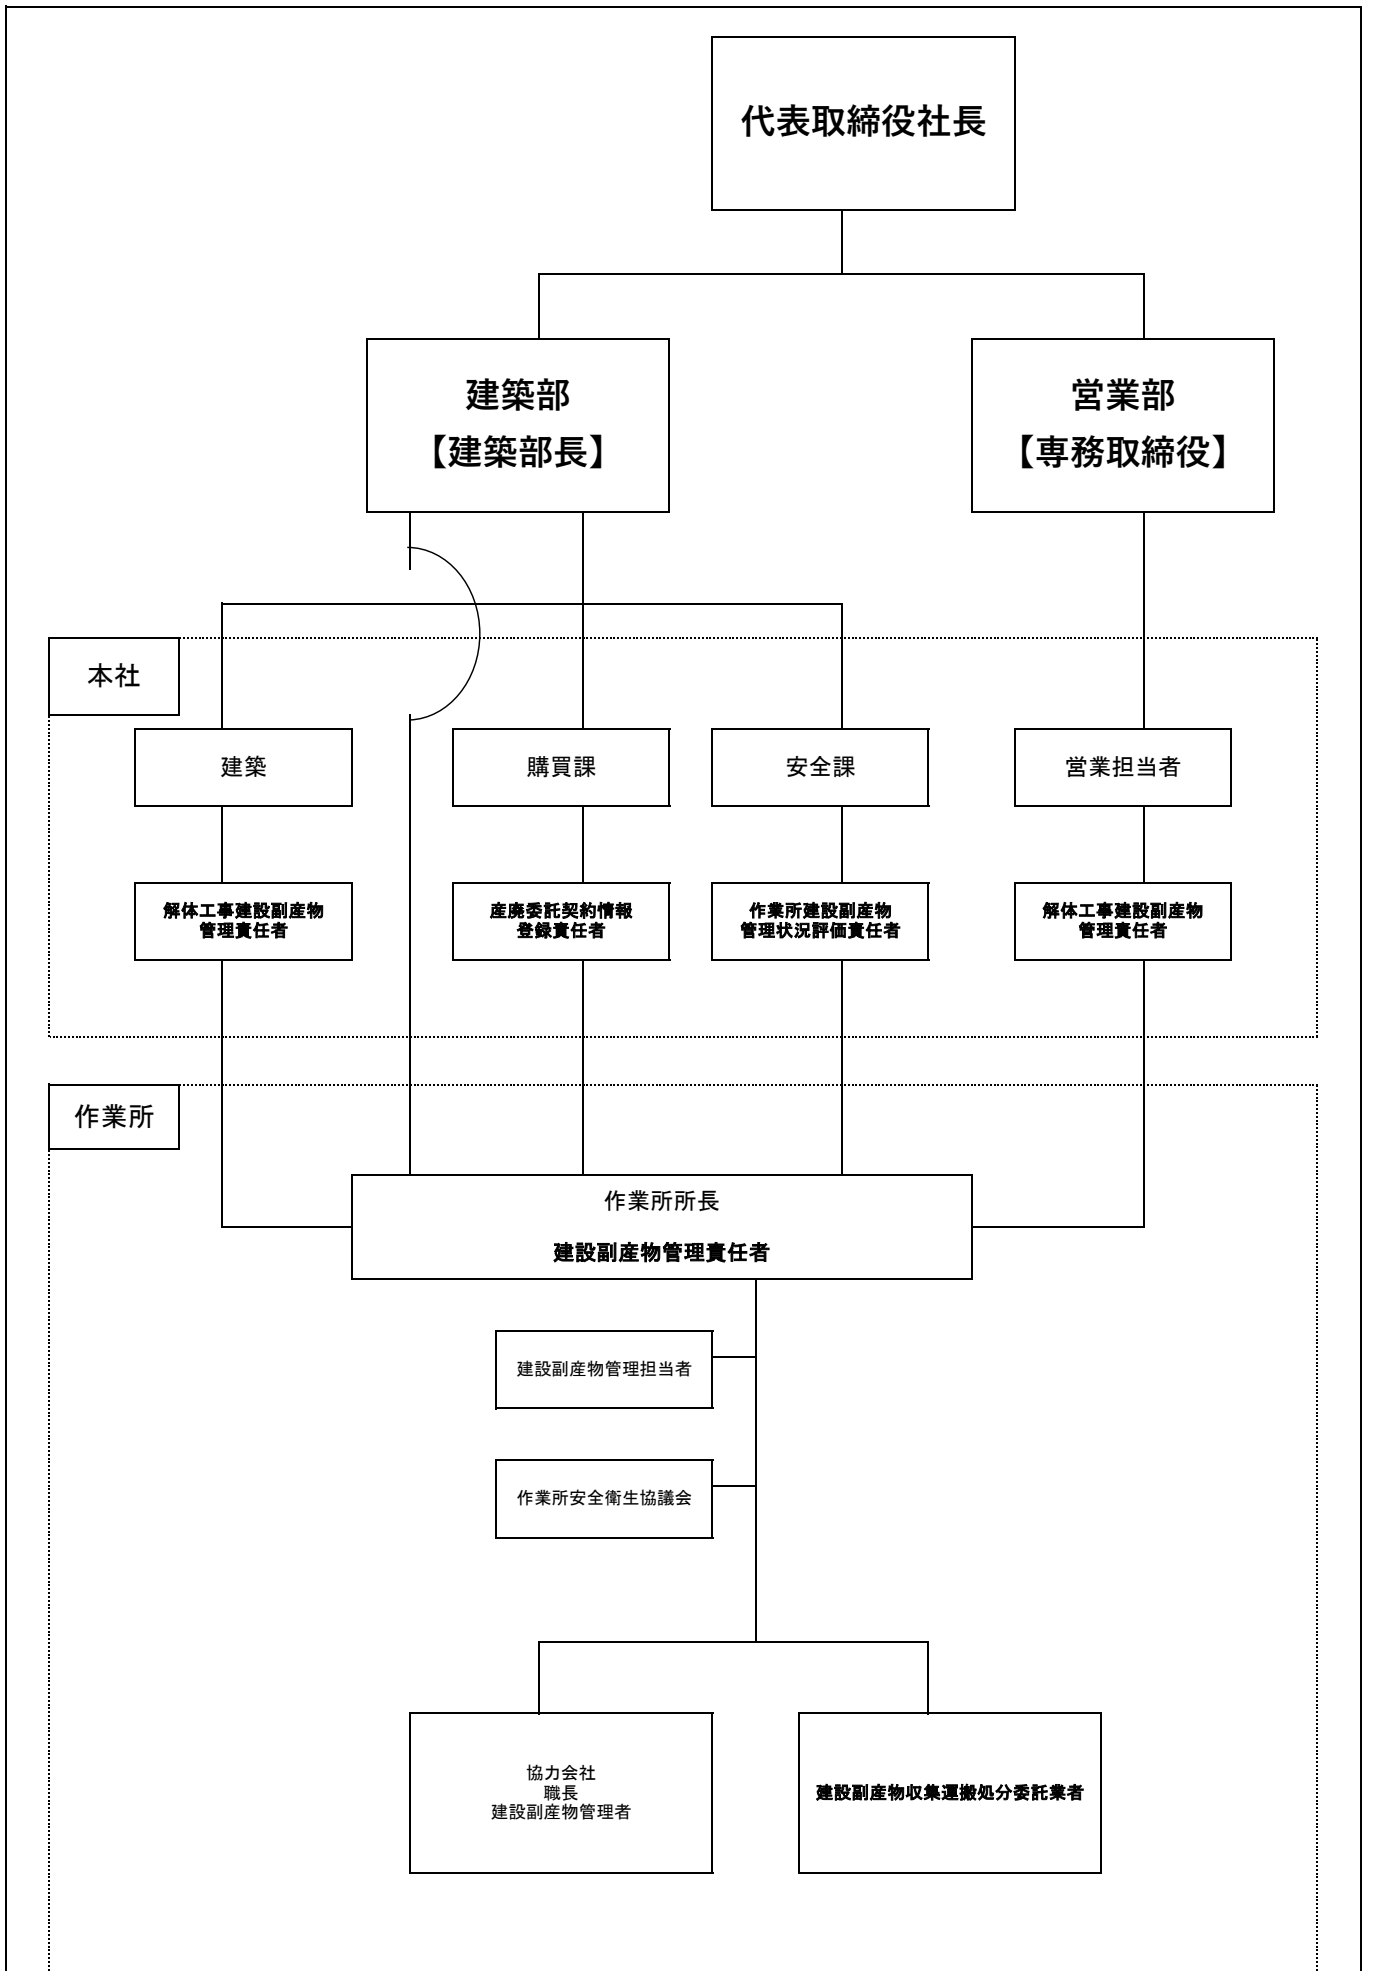 代表取締役社長
建築部
【建築部長】
営業部
【専務取締役】
本社
建築
購買課
安全課
営業担当者
解体工事建設副産物
管理責任者
産廃委託契約情報
登録責任者
作業所建設副産物
管理状況評価責任者
解体工事建設副産物
管理責任者
作業所
作業所所長
建設副産物管理責任者
建設副産物管理担当者
作業所安全衛生協議会
協力会社
職長
建設副産物管理者
建設副産物収集運搬処分委託業者